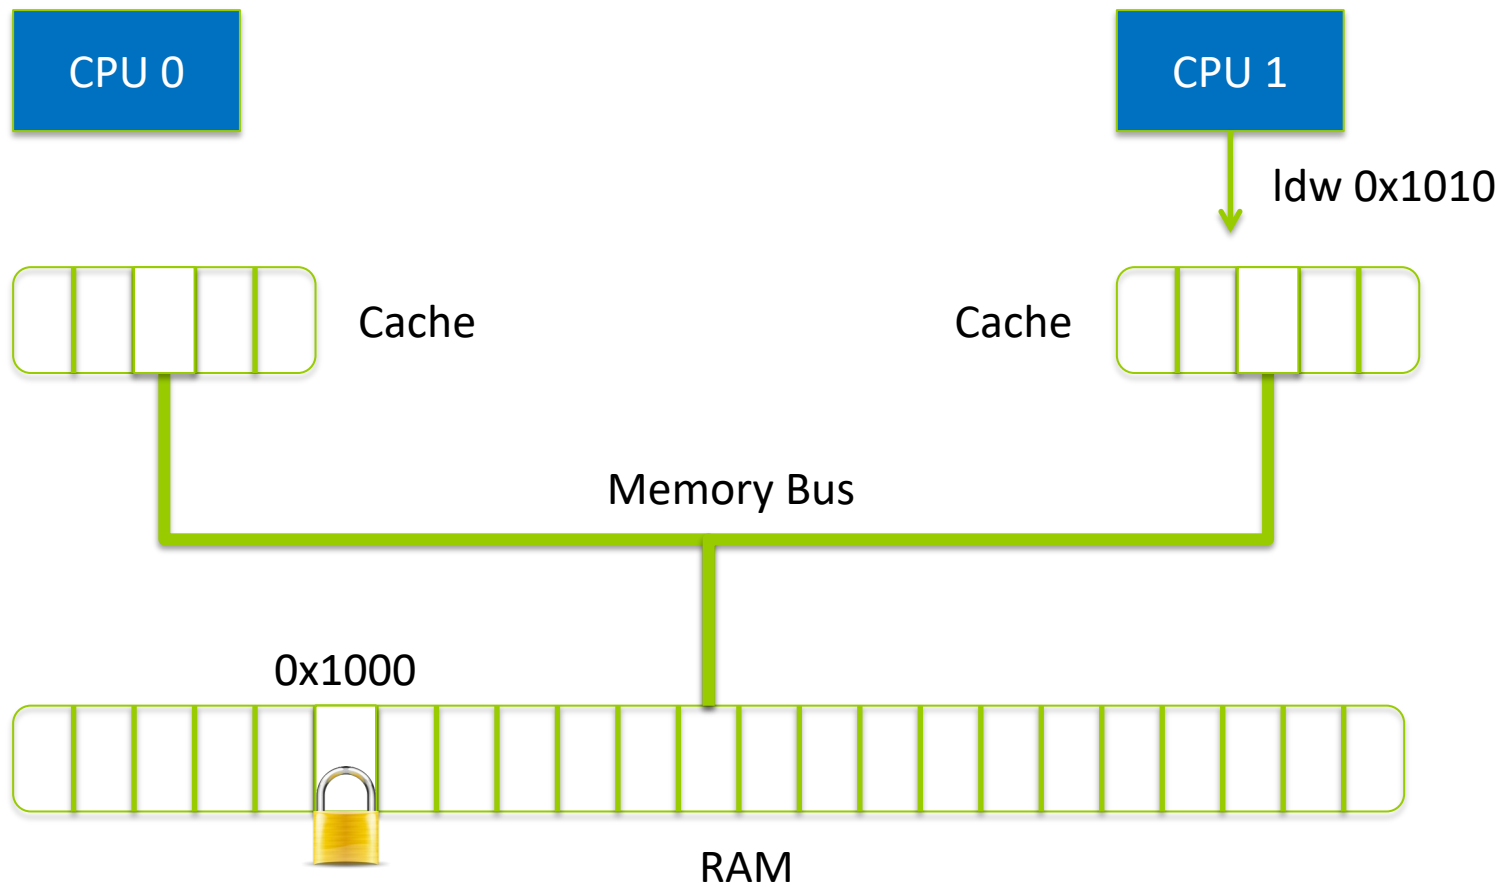 CPU 0
CPU 1
ldw 0x1010
Cache
Cache
Memory Bus
0x1000
RAM